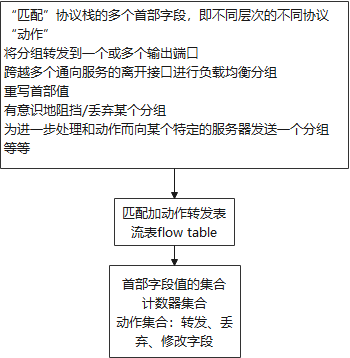 “匹配”协议栈的多个首部字段，即不同层次的不同协议
“动作”
将分组转发到一个或多个输出端口
跨越多个通向服务的离开接口进行负载均衡分组
重写首部值
有意识地阻挡/丢弃某个分组
为进一步处理和动作而向某个特定的服务器发送一个分组
等等
匹配加动作转发表
流表flow table
首部字段值的集合
计数器集合
动作集合：转发、丢
弃、修改字段